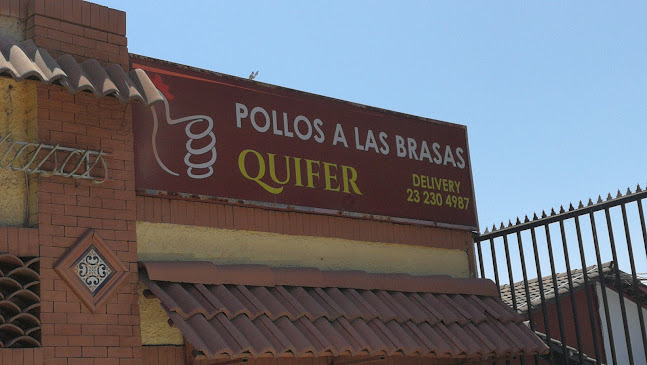 POLLOS A LAS BRASAS
QUIFER
DELIVERY
23 230 4987